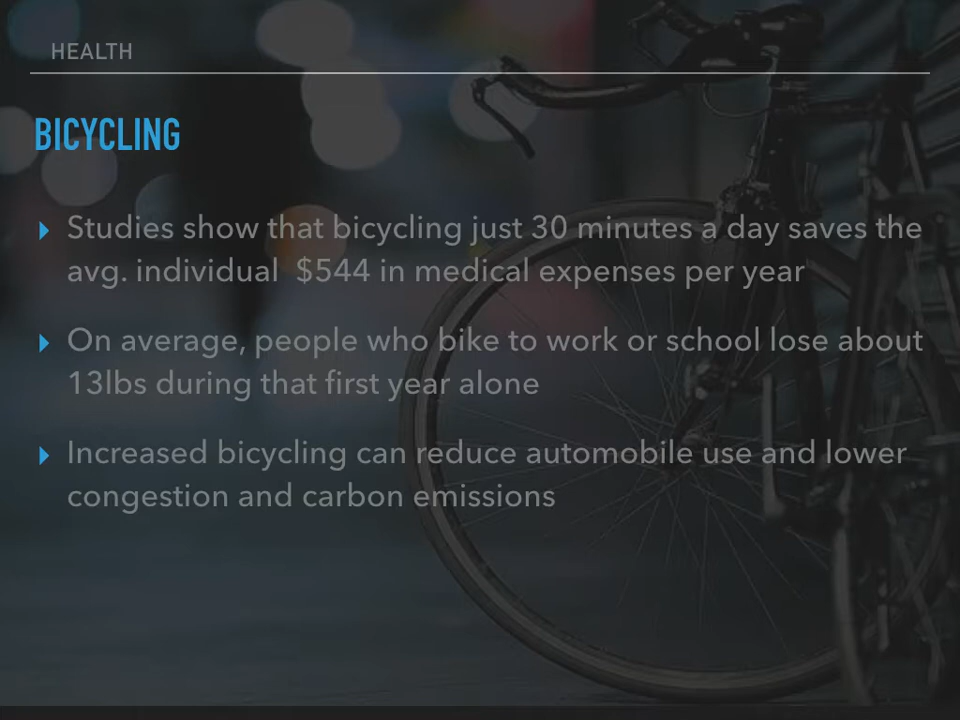 HEALTH
BICYCLING
▸ Studies show that bicycling just 30 minutes a day saves the
avg. individual  $544 in medical expenses per year
▸ On average, people who bike to work or school lose about
13lbs during that first year alone
▸ Increased bicycling can reduce automobile use and lower
congestion and carbon emissions